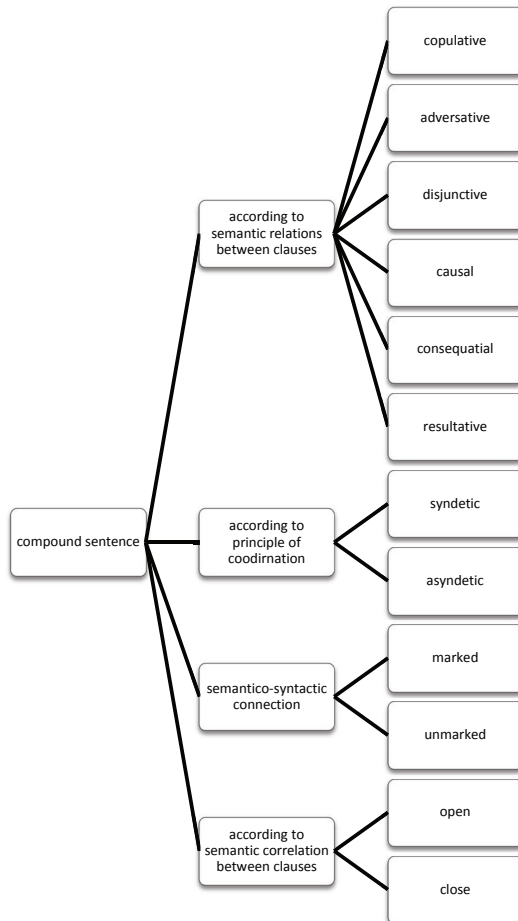 compound sentence
according to
semantic relations
between clauses
copulative
adversative
disjunctive
causal
consequatial
resultative
according to
principle of
coodirnation
syndetic
asyndetic
semantico-syntactic
connection
marked
unmarked
according to
semantic correlation
between clauses
open
close